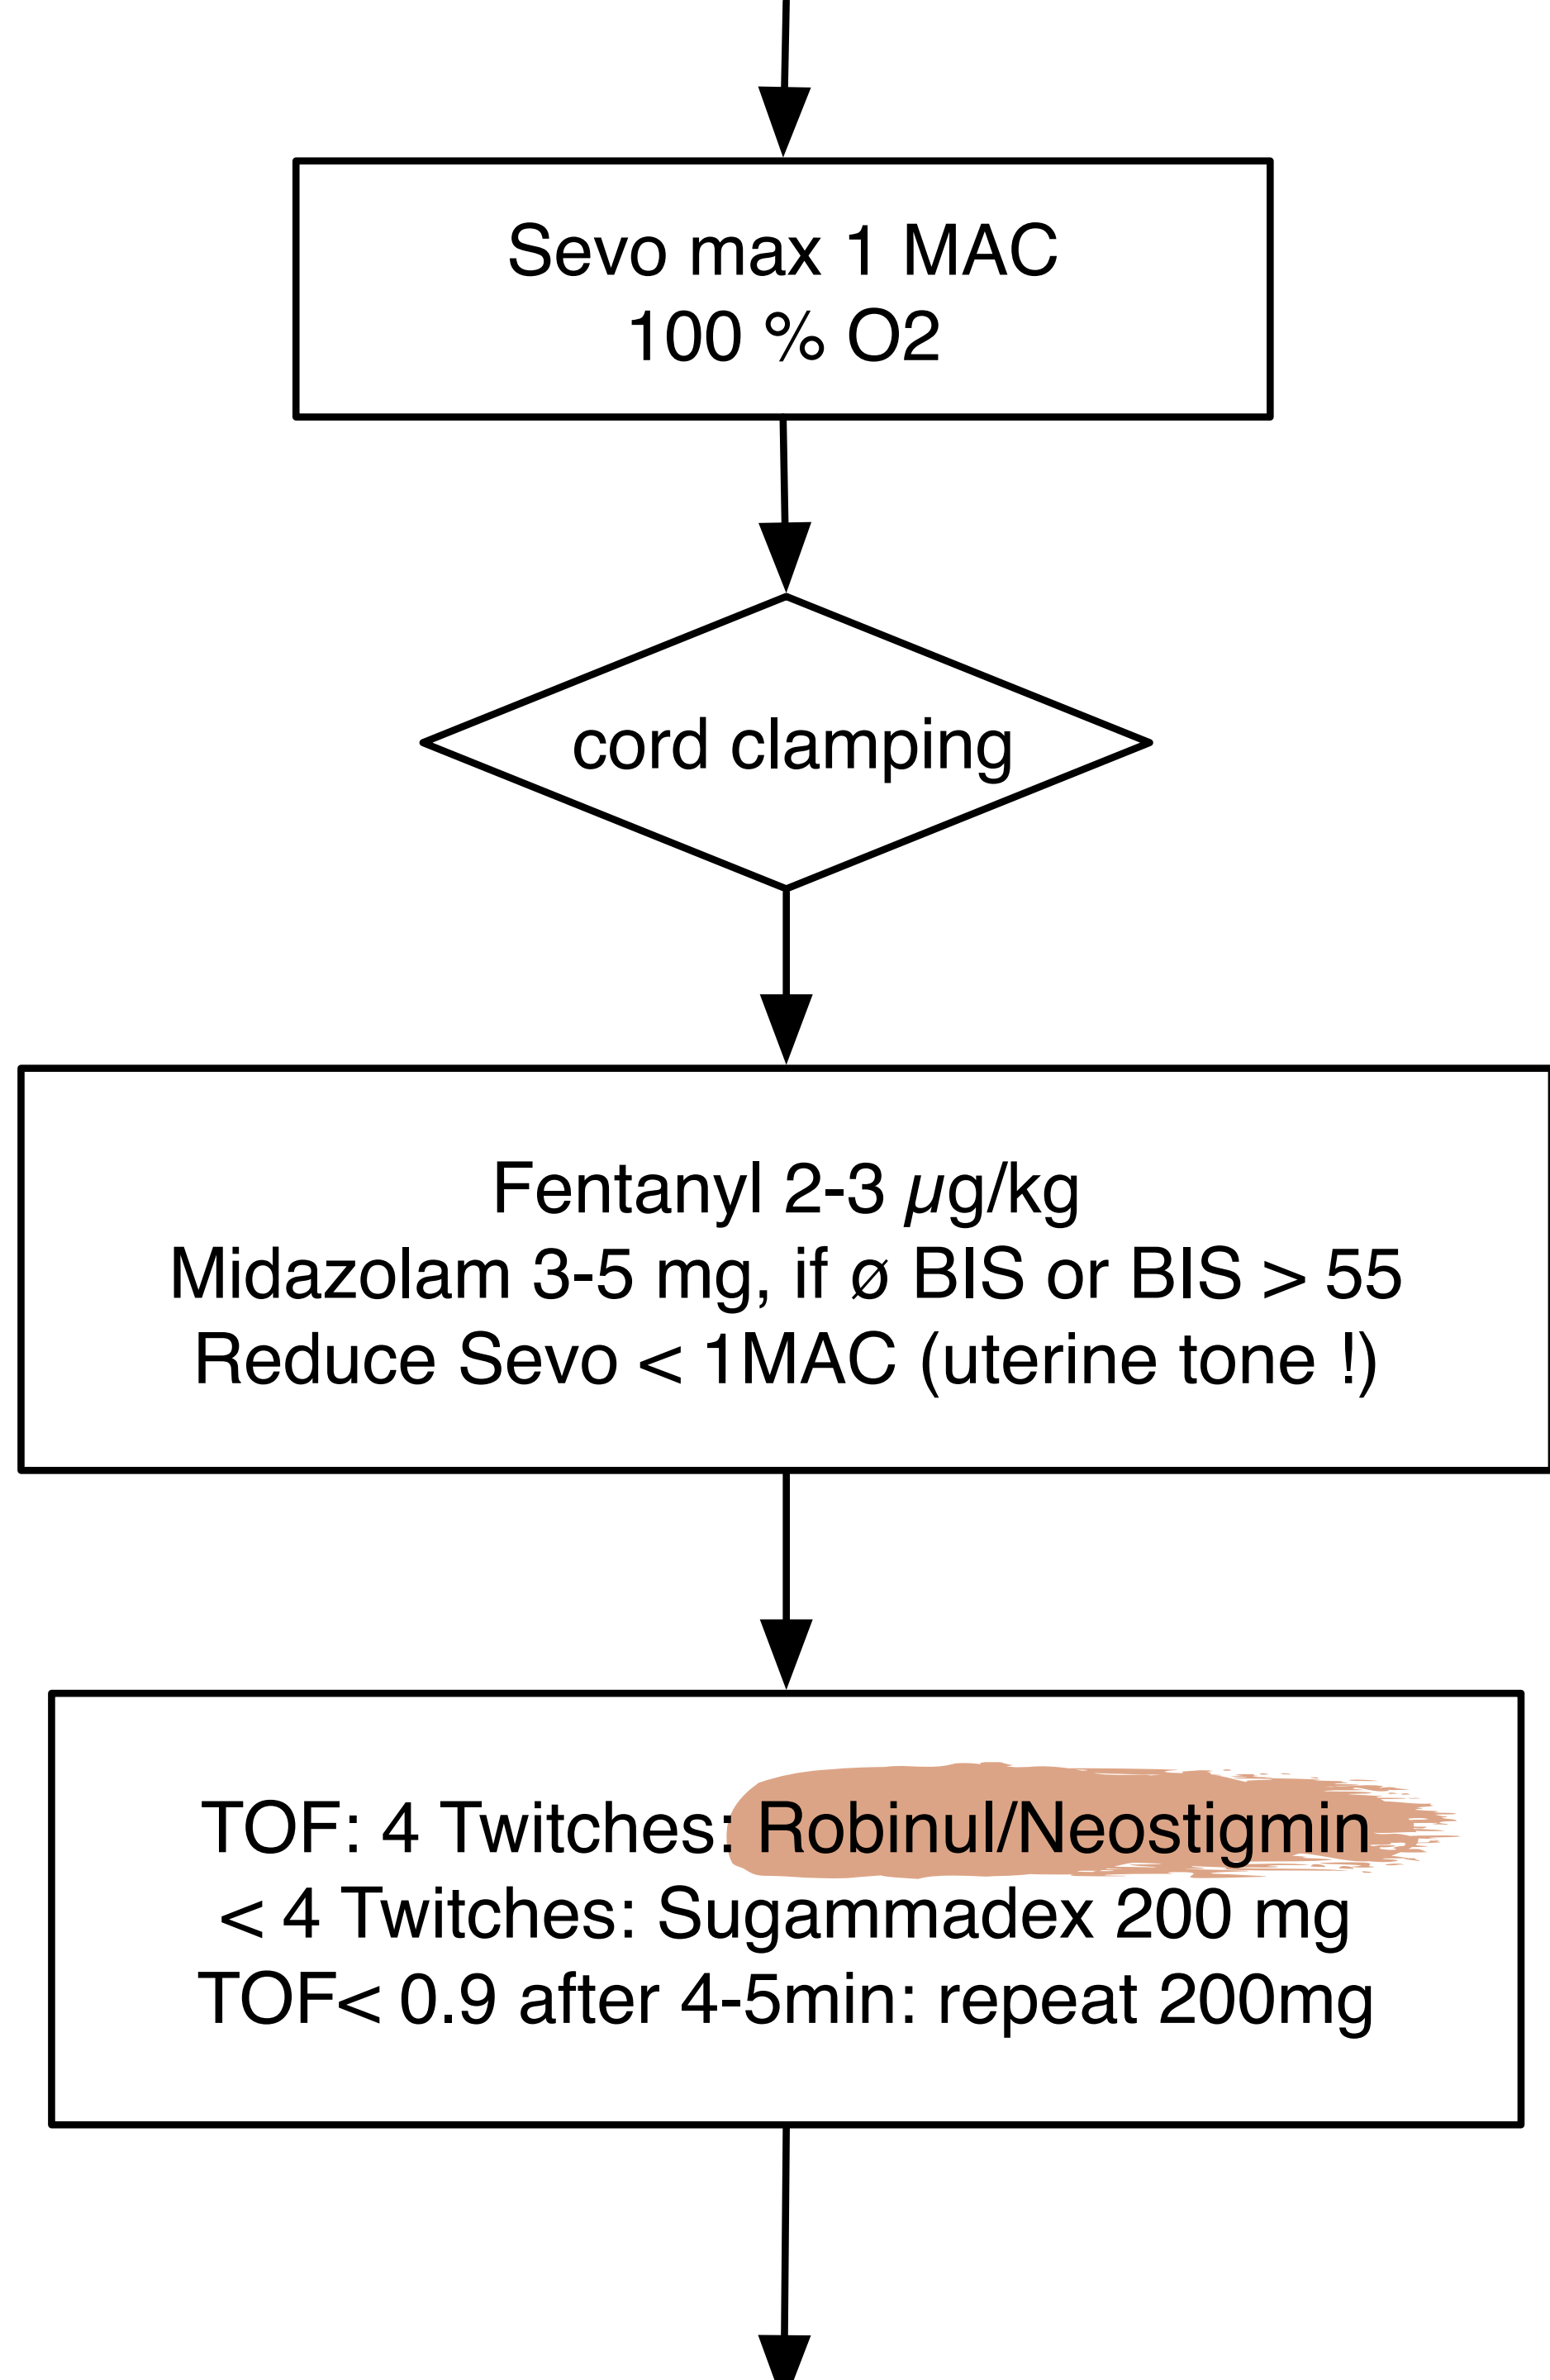 Sevo max 1 MAC
100 % O2
cord clamping
Fentanyl 2-3 µg/kg
Midazolam 3-5 mg, if ø BIS or BIS > 55
Reduce Sevo < 1MAC (uterine tone !)
TOF: 4 Twitches: Robinul/Neostigmin
< 4 Twitches: Sugammadex 200 mg
TOF< 0.9 after 4-5min: repeat 200mg